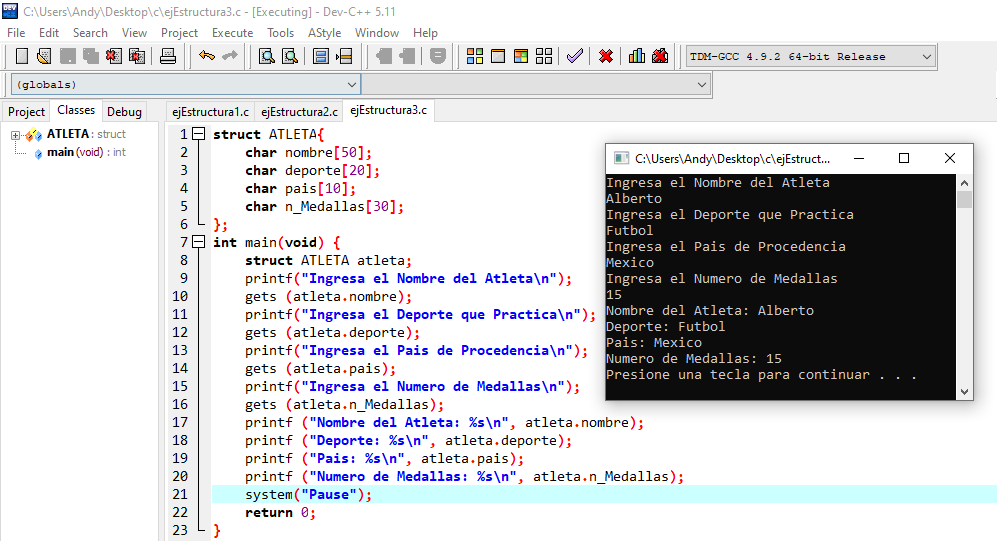 C:\Users\Andy\Desktop\c\ejEstructura3.c - [Executing] - Dev-C++ 5.11
File Edit Search View Project Execute Tools AStyle Window Help
TDM-GCC 4.9.2 64-bit Release
(globals)
Project Classes Debug
ATLETA : struct
main (void) : int
ejEstructura1.c ejEstructura2.c ejEstructura3.c
1 struct ATLETA{
2 char nombre[50];
3 char deporte[20];
4 char pais[10];
5 char n_Medallas[30];
6 };
7 int main(void) {
8 struct ATLETA atleta;
9 printf("Ingresa el Nombre del Atleta\n");
10 gets (atleta.nombre);
11 printf("Ingresa el Deporte que Practica\n");
12 gets (atleta.deporte);
13 printf("Ingresa el Pais de Procedencia\n");
14 gets (atleta.pais);
15 printf("Ingresa el Numero de Medallas\n");
16 gets (atleta.n_Medallas);
17 printf ("Nombre del Atleta: %s\n", atleta.nombre);
18 printf ("Deporte: %s\n", atleta.deporte);
19 printf ("Pais: %s\n", atleta.pais);
20 printf ("Numero de Medallas: %s\n", atleta.n_Medallas);
21 system("Pause");
22 return 0;
23 }
C:\Users\Andy\Desktop\c\ejEstruct...
Ingresa el Nombre del Atleta
Alberto
Ingresa el Deporte que Practica
Futbol
Ingresa el Pais de Procedencia
Mexico
Ingresa el Numero de Medallas
15
Nombre del Atleta: Alberto
Deporte: Futbol
Pais: Mexico
Numero de Medallas: 15
Presione una tecla para continuar . . .